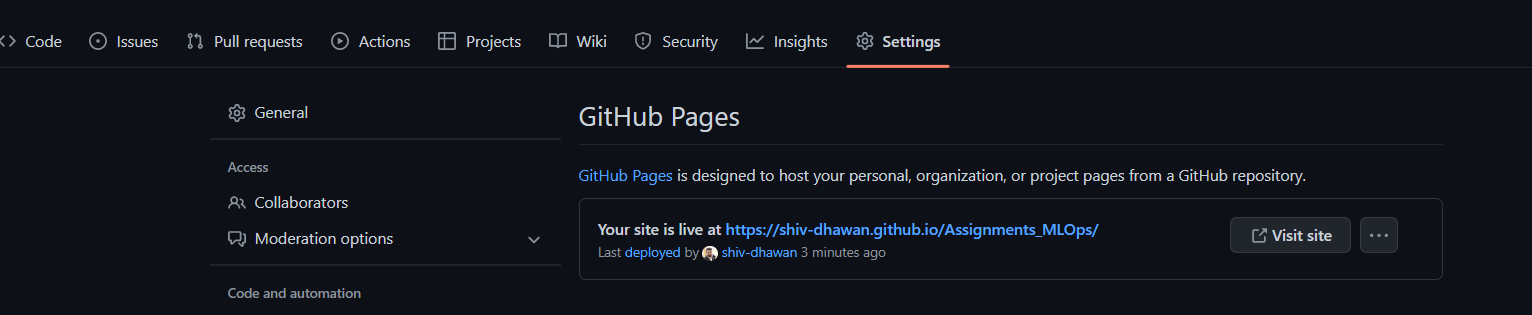 Code Issues Pull requests Actions Projects Wiki Security Insights Settings
General
Access
Collaborators
Moderation options
Code and automation
GitHub Pages
GitHub Pages is designed to host your personal, organization, or project pages from a GitHub repository.
Your site is live at https://shiv-dhawan.github.io/Assignments_MLOps/
Last deployed by shiv-dhawan 3 minutes ago
Visit site